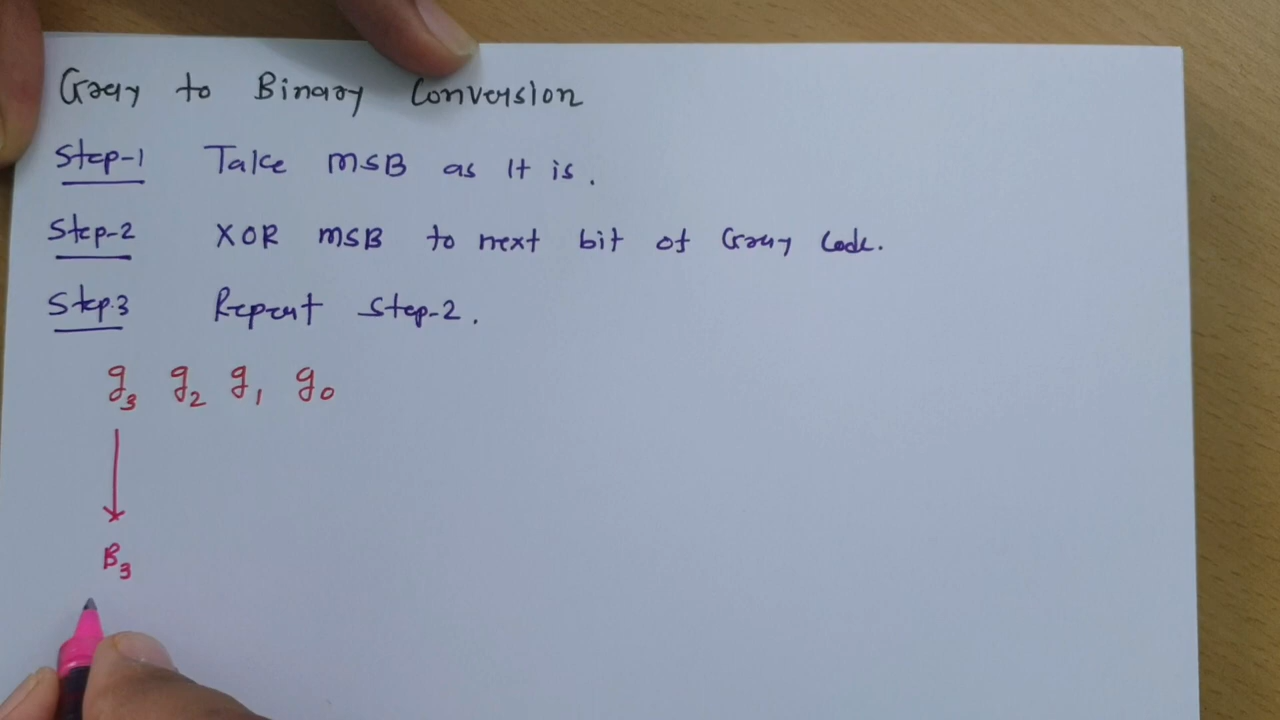 Gray to Binary Conversion
Step-1 Take MSB as It is.
Step-2 XOR MSB to next bit of Gray Code.
Step.3 Repeat Step-2.
g₃ g₂ g₁ g₀
B₃